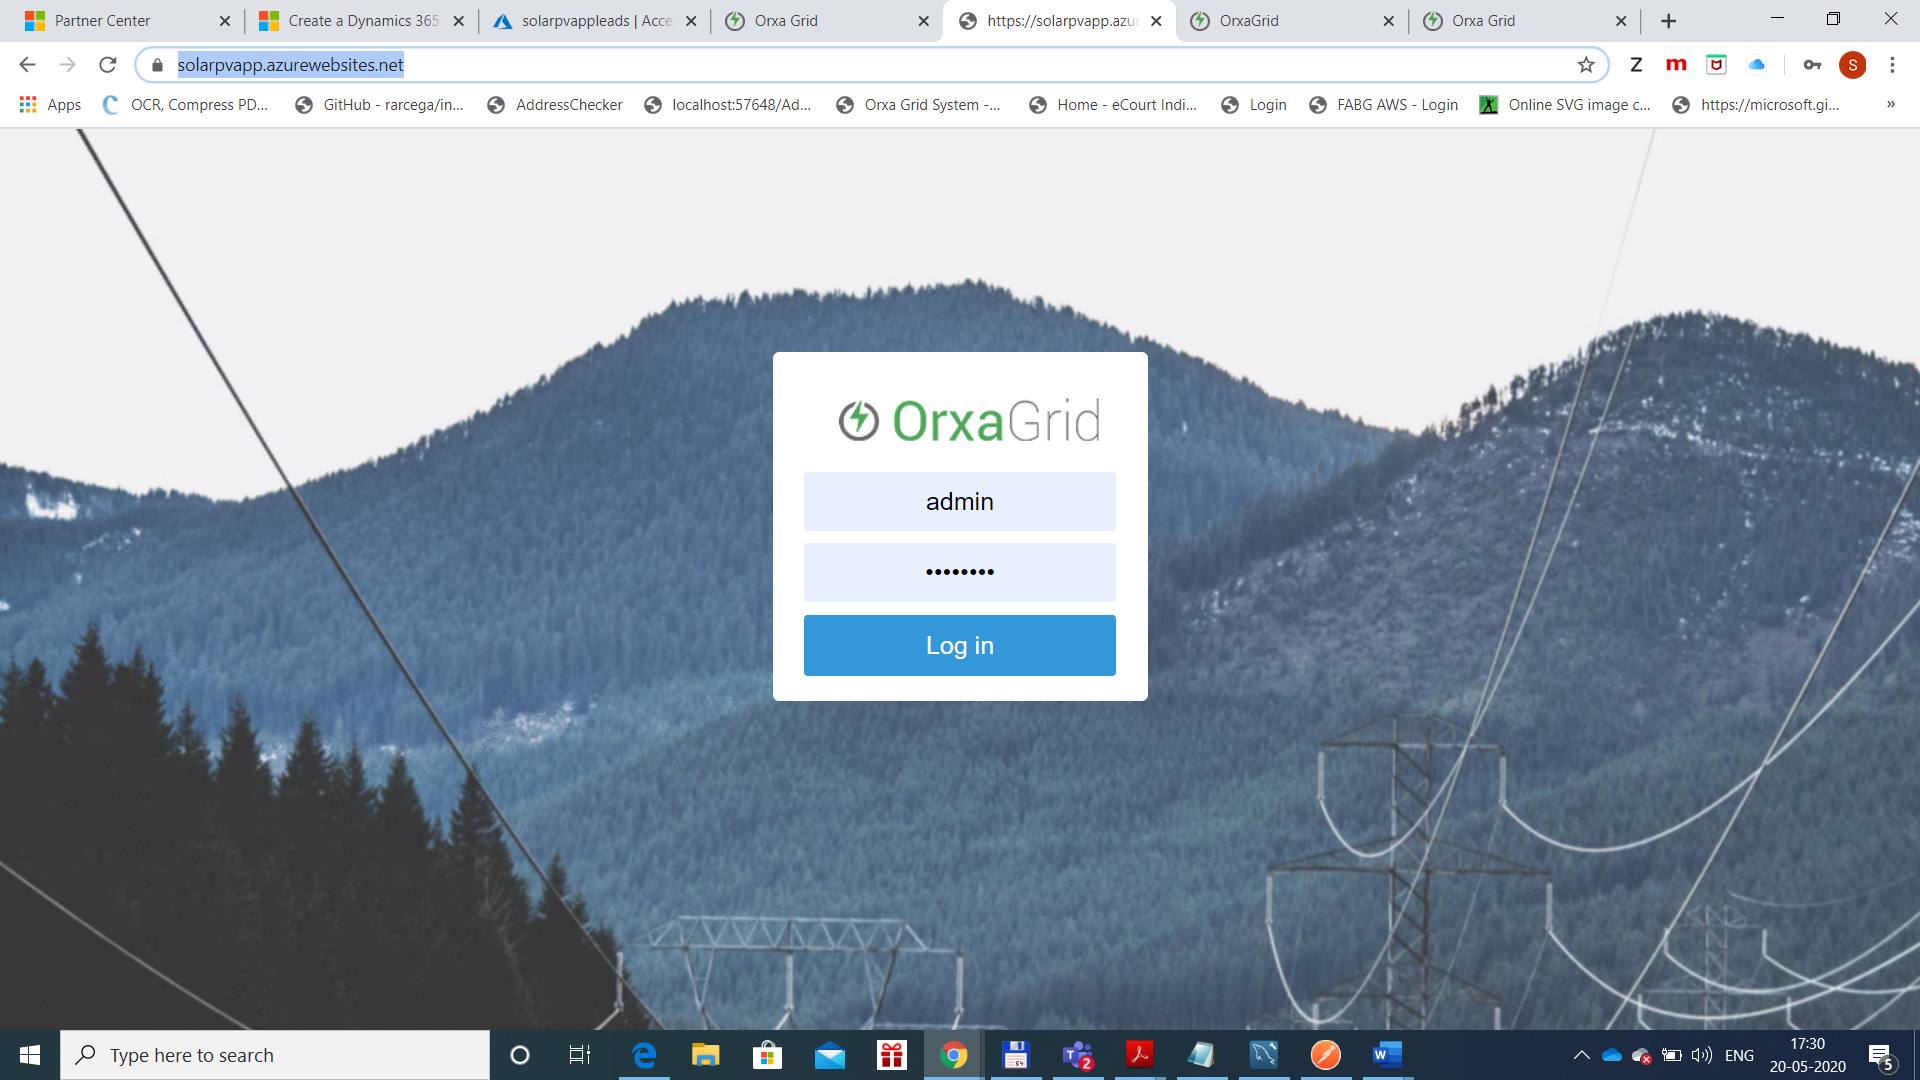 Partner Center
Create a Dynamics 365
solarpvappleads | Acce
Orxa Grid
https://solarpvapp.azur
OrxaGrid
Orxa Grid
solarpvapp.azurewebsites.net
Z
m
S
Apps
OCR, Compress PD...
GitHub - rarcega/in...
AddressChecker
localhost:57648/Ad...
Orxa Grid System -...
Home - eCourt Indi...
Login
FABG AWS - Login
Online SVG image c...
https://microsoft.gi...
»
OrxaGrid
admin
••••••••
Log in
Type here to search
64
2
W
ENG
17:30
20-05-2020
5